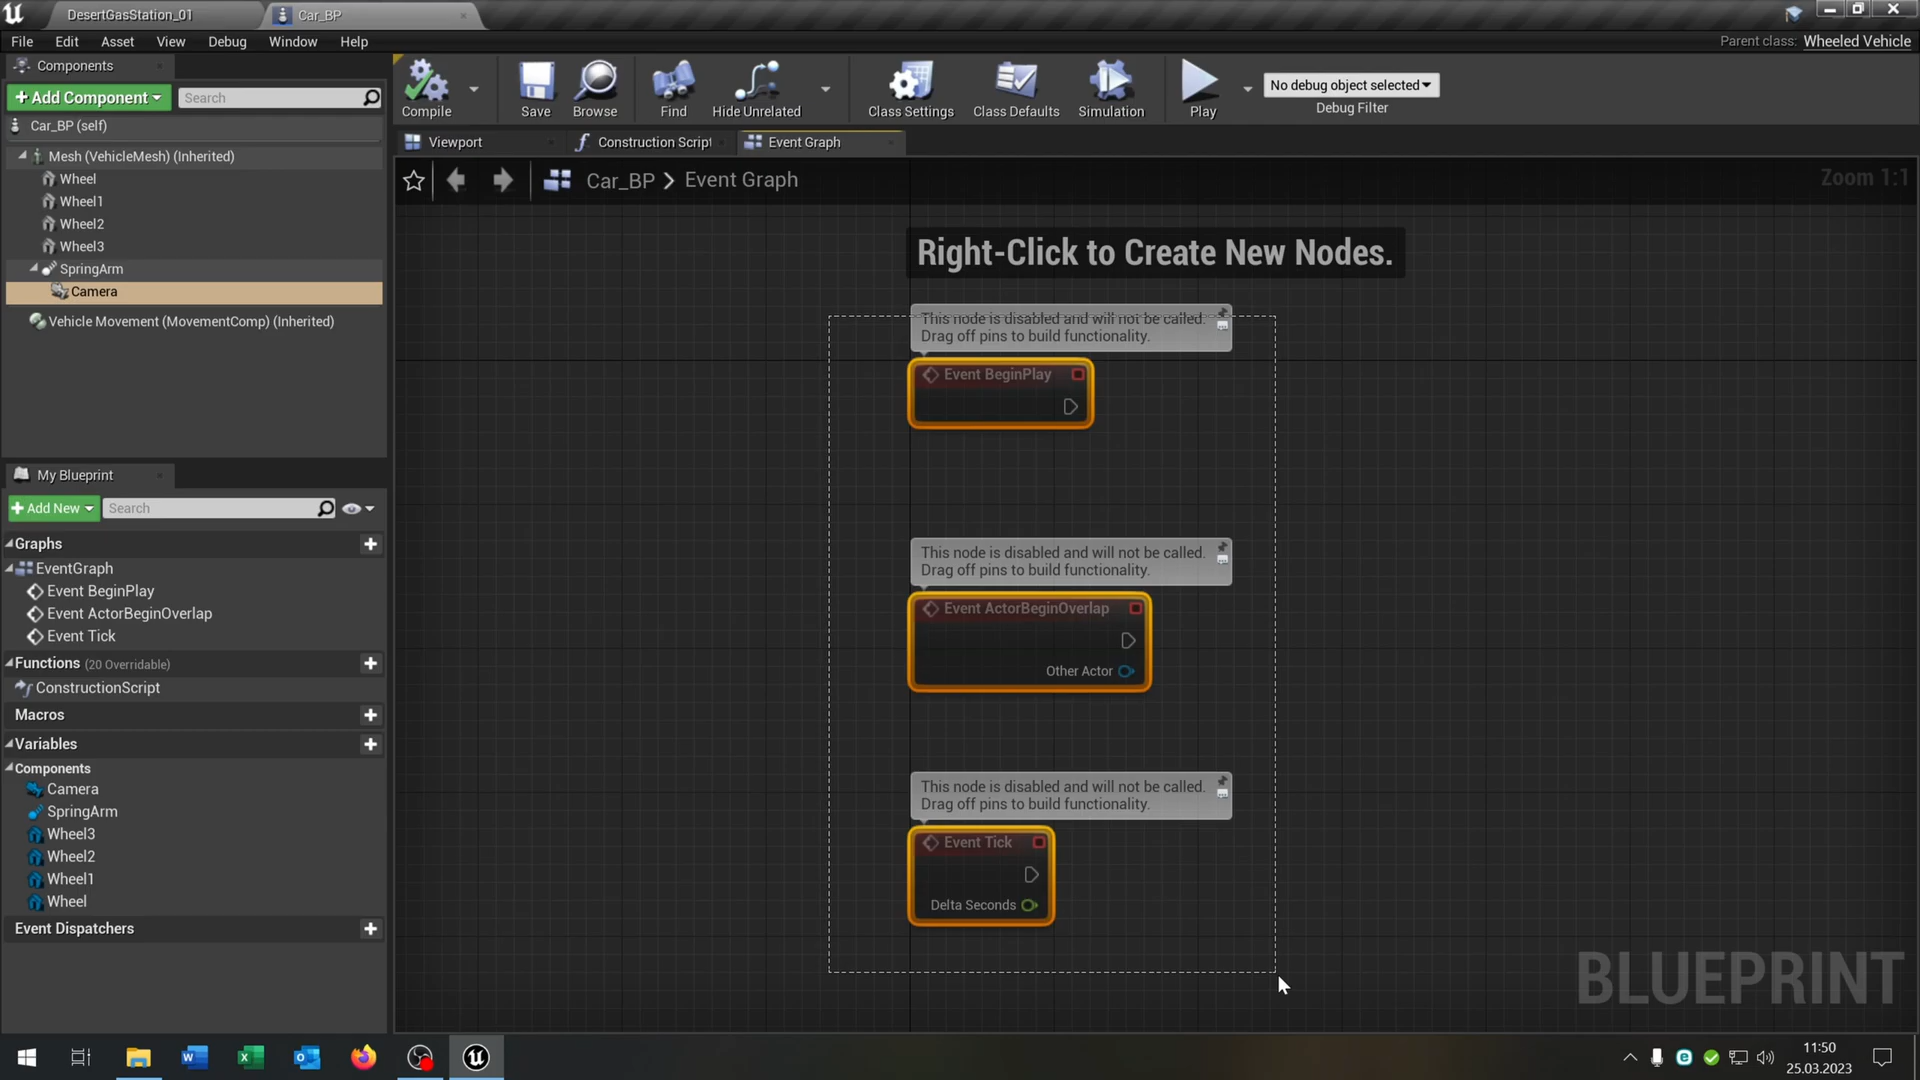 DesertGasStation_01
Car_BP
File
Edit
Asset
View
Debug
Window
Help
Parent class: Wheeled Vehicle
Components
+ Add Component
Search
Car_BP (self)
Mesh (VehicleMesh) (Inherited)
Wheel
Wheel1
Wheel2
Wheel3
SpringArm
Camera
Vehicle Movement (MovementComp) (Inherited)
Compile
Save
Browse
Find
Hide Unrelated
Class Settings
Class Defaults
Simulation
Play
No debug object selected
Debug Filter
Viewport
Construction Script
Event Graph
Car_BP > Event Graph
Zoom 1:1
Right-Click to Create New Nodes.
This node is disabled and will not be called.
Drag off pins to build functionality.
Event BeginPlay
This node is disabled and will not be called.
Drag off pins to build functionality.
Event ActorBeginOverlap
Other Actor
This node is disabled and will not be called.
Drag off pins to build functionality.
Event Tick
Delta Seconds
BLUEPRINT
My Blueprint
+ Add New
Search
Graphs
EventGraph
Event BeginPlay
Event ActorBeginOverlap
Event Tick
Functions (20 Overridable)
ConstructionScript
Macros
Variables
Components
Camera
SpringArm
Wheel3
Wheel2
Wheel1
Wheel
Event Dispatchers
11:50
25.03.2023